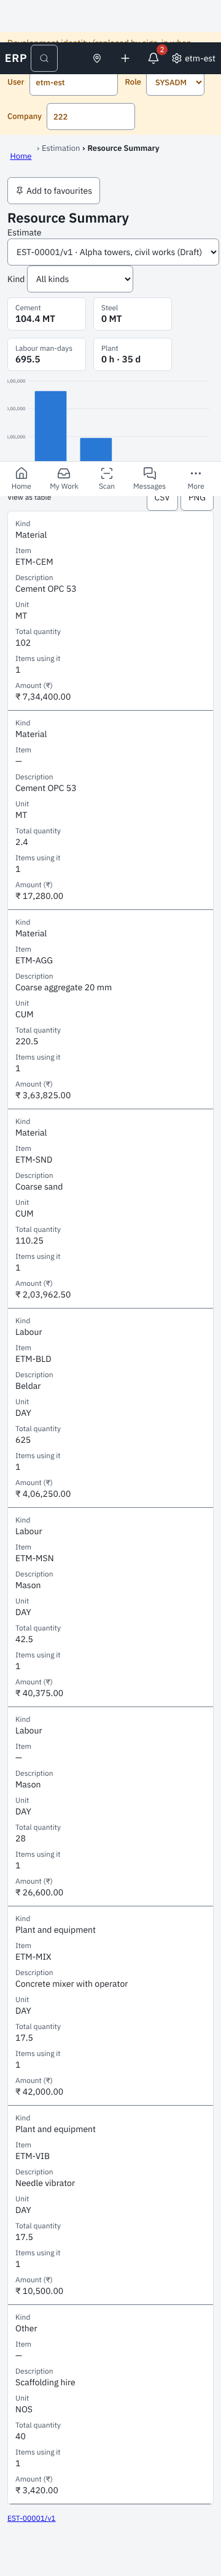 ERP
2
etm-est
User
etm-est
Role
SYSADM
Company
222
Home
› Estimation › Resource Summary
Add to favourites
Resource Summary
Estimate
EST-00001/v1 · Alpha towers, civil works (Draft)
Kind
All kinds
Cement
104.4 MT
Steel
0 MT
Labour man-days
695.5
Plant
0 h · 35 d
Home
My Work
Scan
Messages
More
View as table
CSV
PNG
Kind
Material
Item
ETM-CEM
Description
Cement OPC 53
Unit
MT
Total quantity
102
Items using it
1
Amount (₹)
₹ 7,34,400.00
Kind
Material
Item
—
Description
Cement OPC 53
Unit
MT
Total quantity
2.4
Items using it
1
Amount (₹)
₹ 17,280.00
Kind
Material
Item
ETM-AGG
Description
Coarse aggregate 20 mm
Unit
CUM
Total quantity
220.5
Items using it
1
Amount (₹)
₹ 3,63,825.00
Kind
Material
Item
ETM-SND
Description
Coarse sand
Unit
CUM
Total quantity
110.25
Items using it
1
Amount (₹)
₹ 2,03,962.50
Kind
Labour
Item
ETM-BLD
Description
Beldar
Unit
DAY
Total quantity
625
Items using it
1
Amount (₹)
₹ 4,06,250.00
Kind
Labour
Item
ETM-MSN
Description
Mason
Unit
DAY
Total quantity
42.5
Items using it
1
Amount (₹)
₹ 40,375.00
Kind
Labour
Item
—
Description
Mason
Unit
DAY
Total quantity
28
Items using it
1
Amount (₹)
₹ 26,600.00
Kind
Plant and equipment
Item
ETM-MIX
Description
Concrete mixer with operator
Unit
DAY
Total quantity
17.5
Items using it
1
Amount (₹)
₹ 42,000.00
Kind
Plant and equipment
Item
ETM-VIB
Description
Needle vibrator
Unit
DAY
Total quantity
17.5
Items using it
1
Amount (₹)
₹ 10,500.00
Kind
Other
Item
—
Description
Scaffolding hire
Unit
NOS
Total quantity
40
Items using it
1
Amount (₹)
₹ 3,420.00
EST-00001/v1